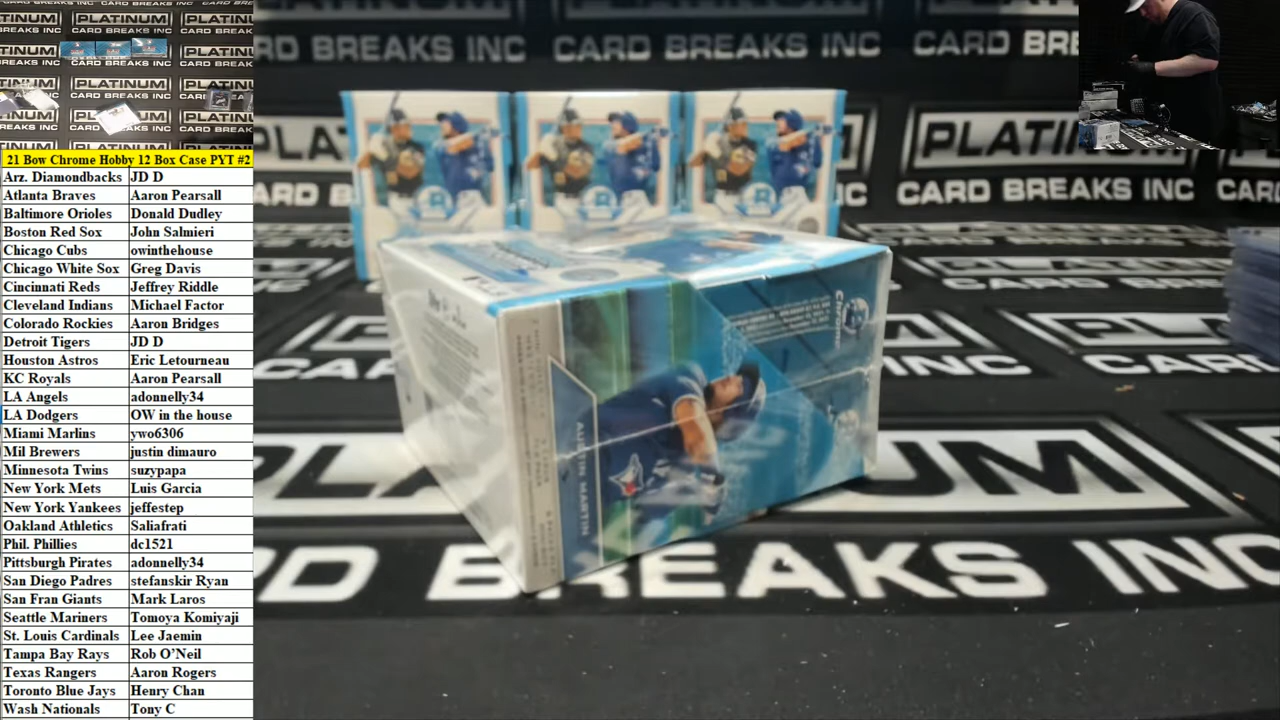 21 Bow Chrome Hobby 12 Box Case PYT #2
Arz. Diamondbacks JD D
Atlanta Braves Aaron Pearsall
Baltimore Orioles Donald Dudley
Boston Red Sox John Salmieri
Chicago Cubs owinthehouse
Chicago White Sox Greg Davis
Cincinnati Reds Jeffrey Riddle
Cleveland Indians Michael Factor
Colorado Rockies Aaron Bridges
Detroit Tigers JD D
Houston Astros Eric Letourneau
KC Royals Aaron Pearsall
LA Angels adonnelly34
LA Dodgers OW in the house
Miami Marlins ywo6306
Mil Brewers justin dimauro
Minnesota Twins suzypapa
New York Mets Luis Garcia
New York Yankees jeffestep
Oakland Athletics Saliafrati
Phil. Phillies dc1521
Pittsburgh Pirates adonnelly34
San Diego Padres stefanskir Ryan
San Fran Giants Mark Laros
Seattle Mariners Tomoya Komiyaji
St. Louis Cardinals Lee Jaemin
Tampa Bay Rays Rob O'Neil
Texas Rangers Aaron Rogers
Toronto Blue Jays Henry Chan
Wash Nationals Tony C
PLATINUM
CARD BREAKS INC
AUSTIN MARTIN
Chrome